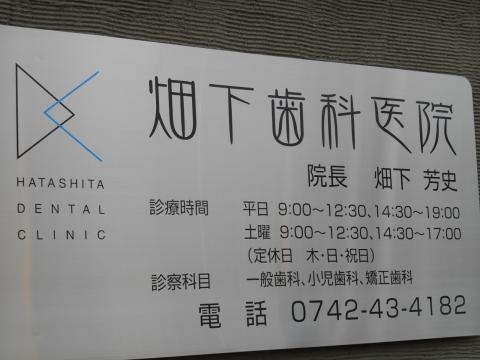 畑下歯科医院
HATASHITA
DENTAL
CLINIC
院長 畑下 芳史
診療時間 平日 9:00〜12:30、14:30〜19:00
土曜 9:00〜12:30、14:30〜17:00
(定休日 木・日・祝日)
診察科目 一般歯科、小児歯科、矯正歯科
電話 0742-43-4182